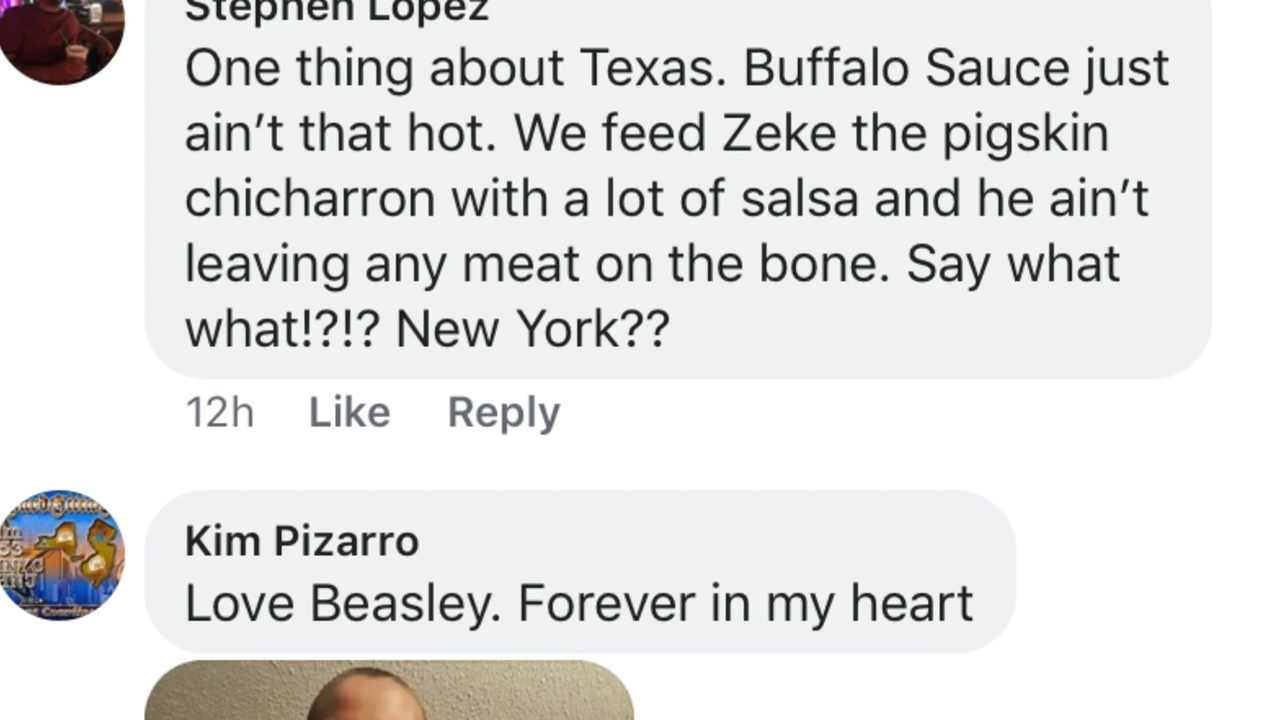 Stephen Lopez
One thing about Texas. Buffalo Sauce just
ain’t that hot. We feed Zeke the pigskin
chicharron with a lot of salsa and he ain’t
leaving any meat on the bone. Say what
what!?!? New York??
12h Like Reply
Kim Pizarro
Love Beasley. Forever in my heart